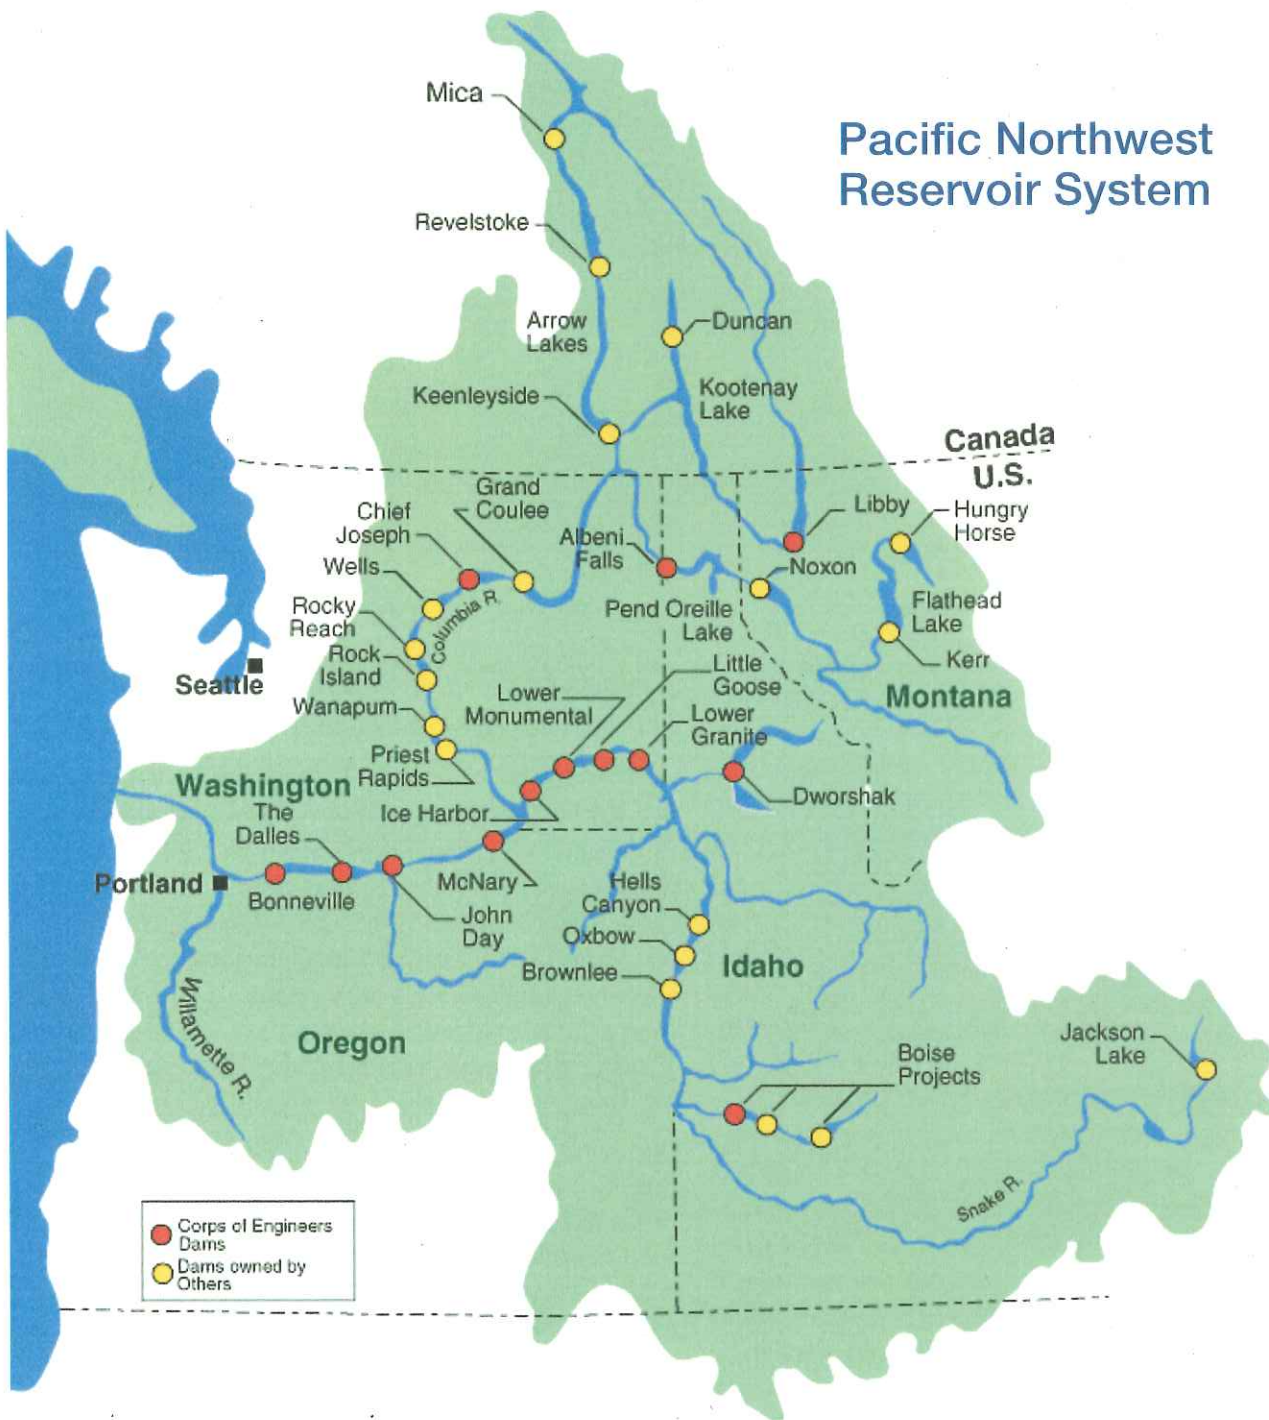 Pacific Northwest
Reservoir System
Mica
Revelstoke
Arrow
Lakes
Duncan
Keenleyside
Kootenay
Lake
Canada
U.S.
Grand
Coulee
Chief
Joseph
Wells
Rocky
Reach
Rock
Island
Wanapum
Priest
Rapids
Columbia R.
Albeni
Falls
Libby
Hungry
Horse
Noxon
Pend Oreille
Lake
Flathead
Lake
Kerr
Montana
Seattle
Lower
Monumental
Little
Goose
Lower
Granite
Washington
The
Dalles
Ice Harbor
Dworshak
Portland
Bonneville
McNary
John
Day
Hells
Canyon
Oxbow
Brownlee
Idaho
Willamette R.
Oregon
Boise
Projects
Jackson
Lake
Snake R.
Corps of Engineers
Dams
Dams owned by
Others